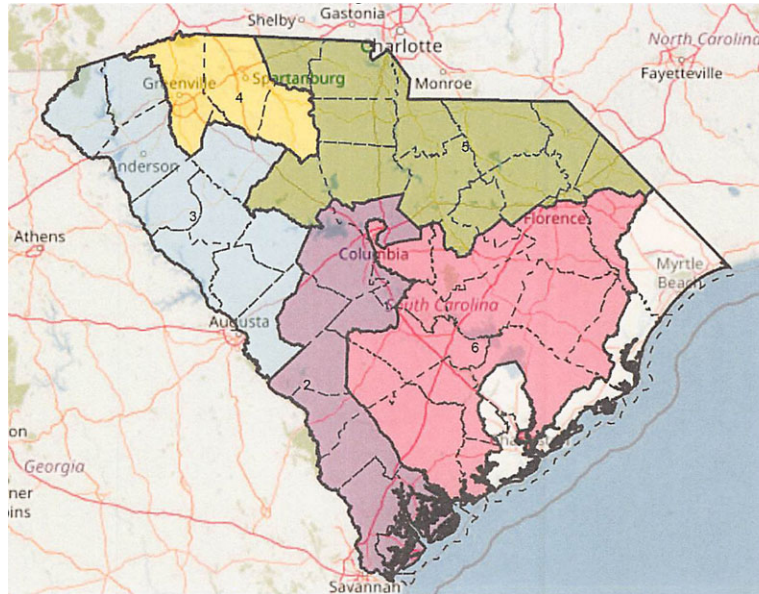 Shelby
Gastonia
Charlotte
North Carolina
Monroe
Fayetteville
Greenville
Spartanburg
4
5
Anderson
3
Florence
Athens
Columbia
Myrtle
Beach
South Carolina
Augusta
6
2
Georgia
Savannah